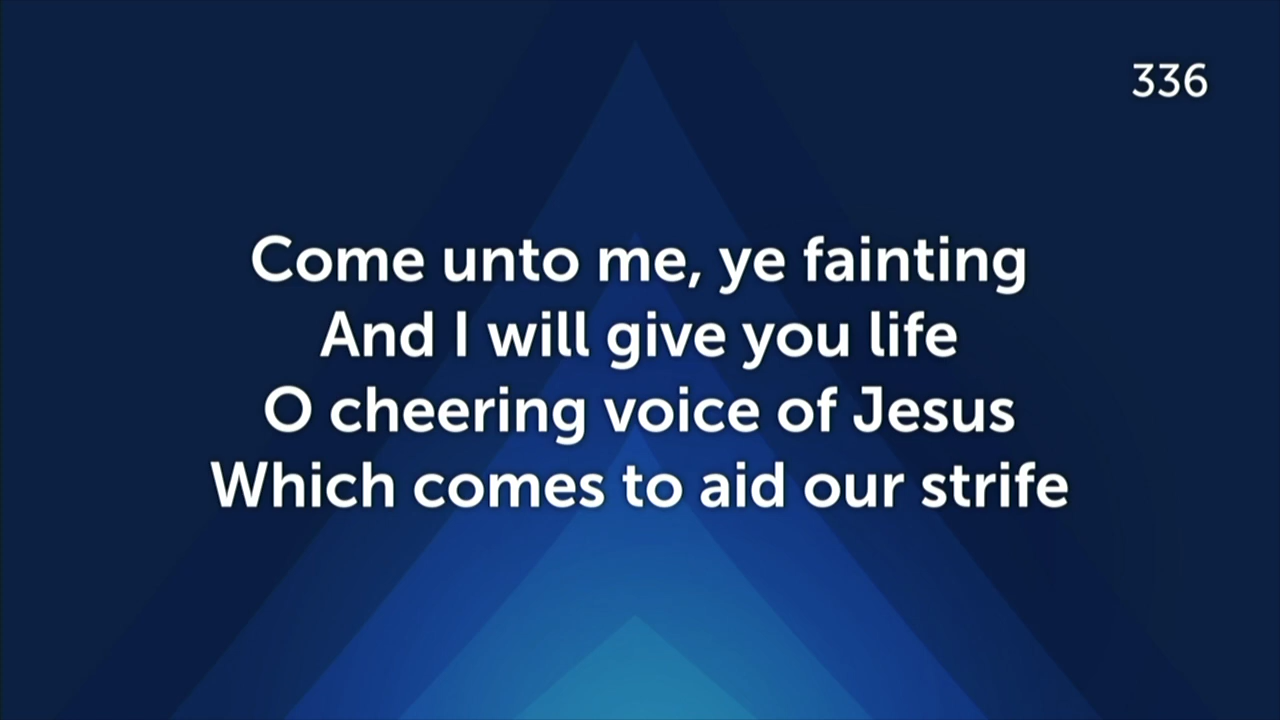 336
Come unto me, ye fainting
And I will give you life
O cheering voice of Jesus
Which comes to aid our strife